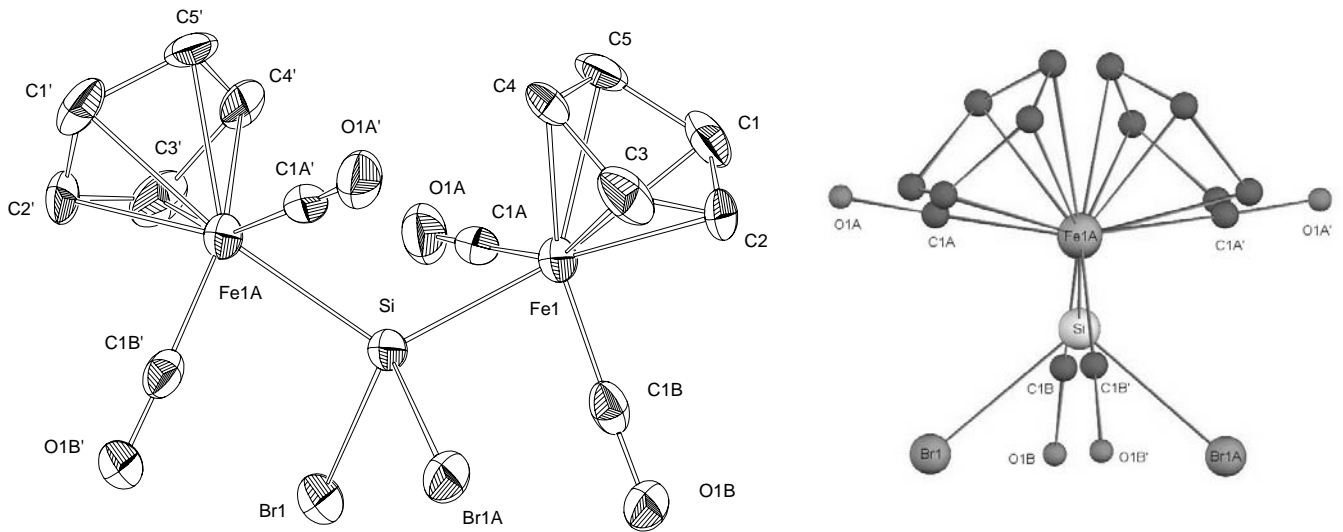 C5'
C1'
C4'
O1A'
C3'
C1A'
C2'
Fe1A
C1B'
O1B'
C5
C4
C1
C3
O1A
C1A
C2
Si
Fe1
C1B
Br1
Br1A
O1B
O1A
C1A
Fe1A
C1A'
O1A'
Si
C1B
C1B'
Br1
O1B
O1B'
Br1A